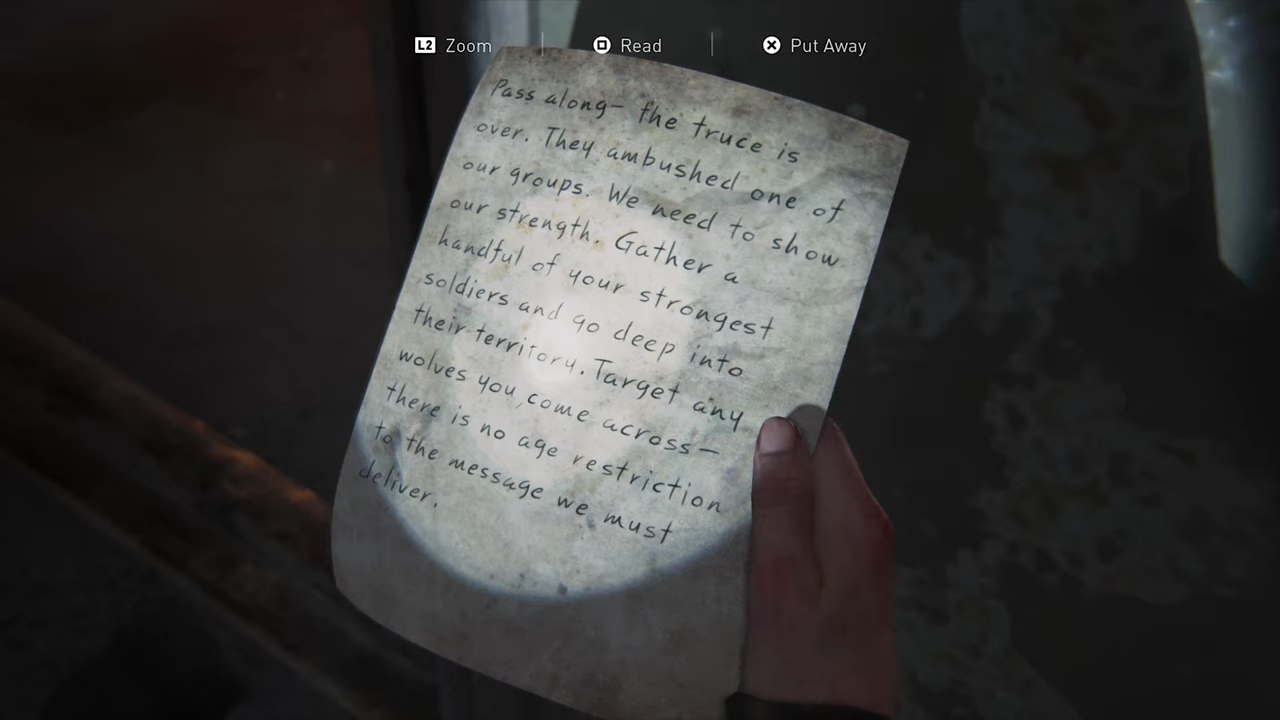 L2 Zoom | Read | Put Away
Pass along— the truce is
over. They ambushed one of
our groups. We need to show
our strength. Gather a
handful of your strongest
soldiers and go deep into
their territory. Target any
wolves you come across—
there is no age restriction
to the message we must
deliver.